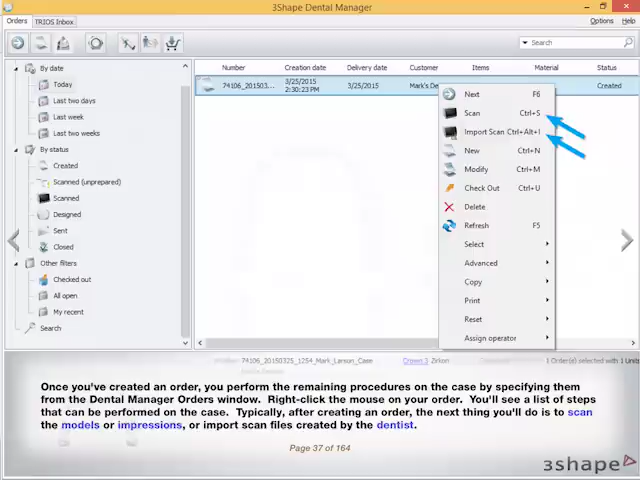 3Shape Dental Manager
Orders TRIOS Inbox Options Help
Search
Number Creation date Delivery date Customer Items Material Status
74106_201503... 3/25/2015 2:30:23 PM 3/25/2015 Mark's De Created
By date
Today
Last two days
Last week
Last two weeks
By status
Created
Scanned (unprepared)
Scanned
Designed
Sent
Closed
Other filters
Checked out
All open
My recent
Search
Next F6
Scan Ctrl+S
Import Scan Ctrl+Alt+I
New Ctrl+N
Modify Ctrl+M
Check Out Ctrl+U
Delete
Refresh F5
Select
Advanced
Copy
Print
Reset
Assign operator
74106_20150325_1254_Mark_Larson_Case Crown 3 Zirkon 1 Order(s) selected with 1 Units
Once you've created an order, you perform the remaining procedures on the case by specifying them
from the Dental Manager Orders window. Right-click the mouse on your order. You'll see a list of steps
that can be performed on the case. Typically, after creating an order, the next thing you'll do is to scan
the models or impressions, or import scan files created by the dentist.
Page 37 of 164
3shape